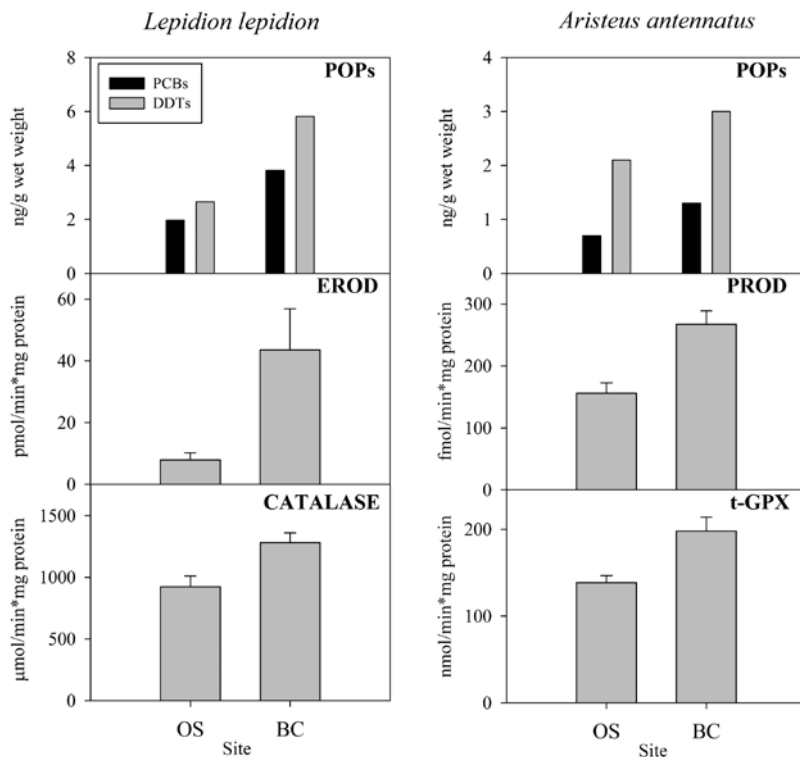 Lepidion lepidion
POPs
PCBs
DDTs
ng/g wet weight
8
6
4
2
0
EROD
pmol/min*mg protein
60
40
20
0
CATALASE
µmol/min*mg protein
1500
1000
500
0
OS
BC
Site
Aristeus antennatus
POPs
ng/g wet weight
4
3
2
1
0
PROD
fmol/min*mg protein
300
200
100
0
t-GPX
nmol/min*mg protein
200
100
0
OS
BC
Site